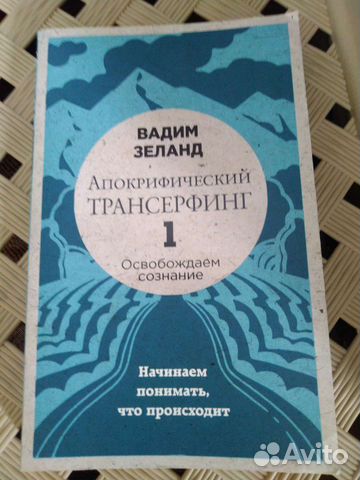 ВАДИМ
ЗЕЛАНД
АПОКРИФИЧЕСКИЙ
ТРАНСЕРФИНГ
1
Освобождаем
сознание
Начинаем
понимать,
что происходит
Avito